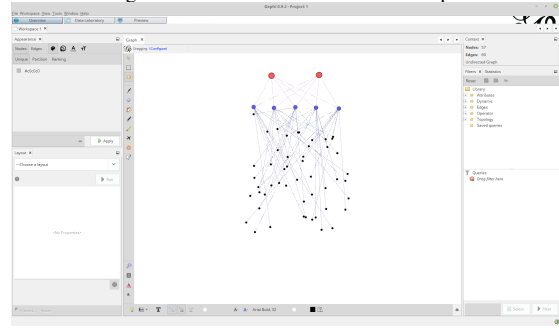 Gephi 0.9.2 - Project 1
File Workspace View Tools Window Help
Overview
Data Laboratory
Preview
Workspace 1
Appearance
Nodes Edges
Unique Partition Ranking
#c0c0c0
Apply
Layout
---Choose a layout
Run
<No Properties>
Graph
Dragging (Configure)
Arial Bold, 32
Context
Nodes: 57
Undirected Graph
Filters Statistics
Reset
Library
Attributes
Dynamic
Edges
Operator
Topology
Saved queries
Queries
Drag filter here
Select
Filter